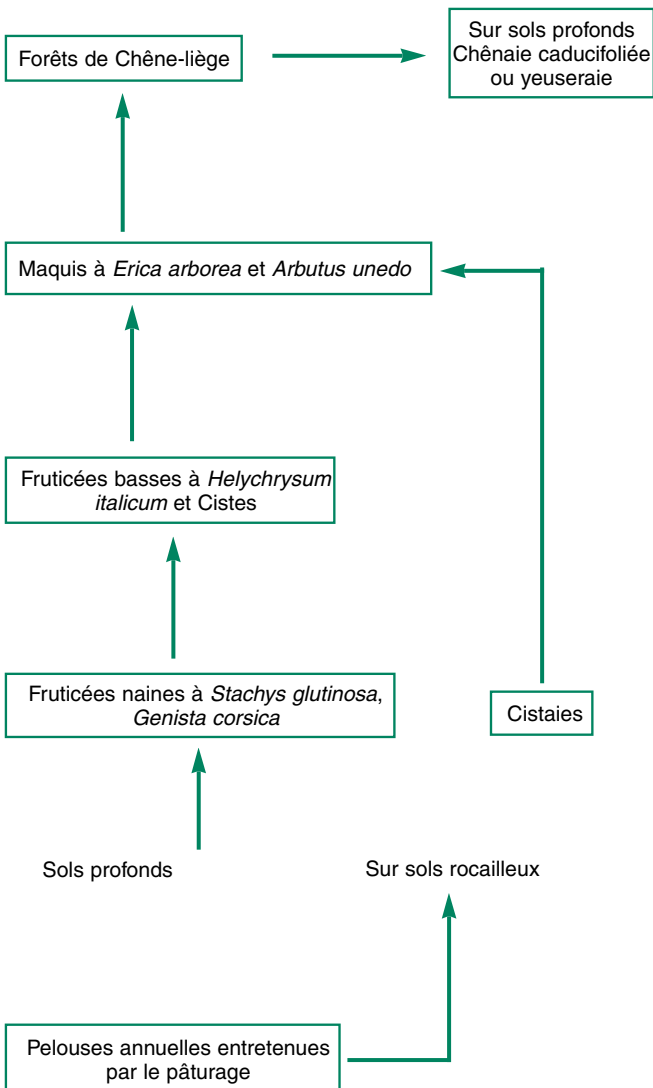 Forêts de Chêne-liège
Sur sols profonds
Chênaie caducifoliée
ou yeuseraie
Maquis à Erica arborea et Arbutus unedo
Fruticées basses à Helychrysum
italicum et Cistes
Fruticées naines à Stachys glutinosa,
Genista corsica
Cistaies
Sols profonds
Sur sols rocailleux
Pelouses annuelles entretenues
par le pâturage